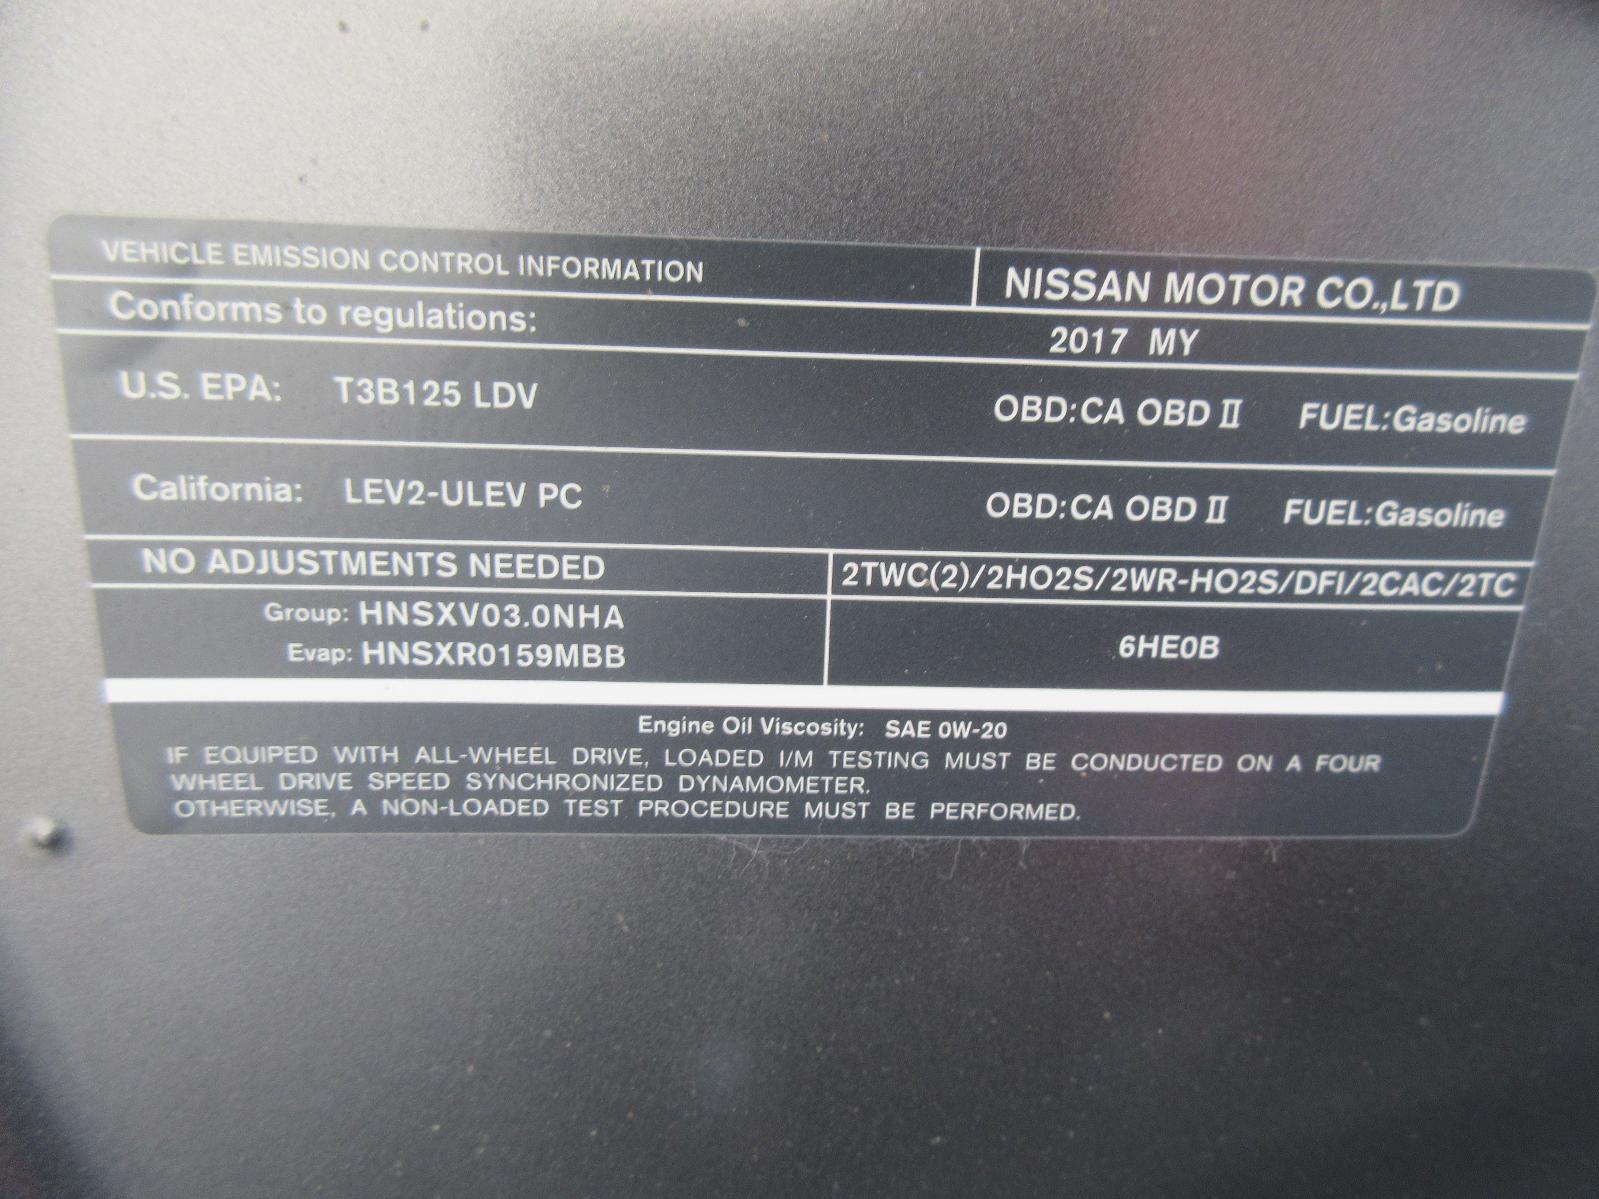 VEHICLE EMISSION CONTROL INFORMATION NISSAN MOTOR CO.,LTD
Conforms to regulations: 2017 MY
U.S. EPA: T3B125 LDV OBD:CA OBD II FUEL:Gasoline
California: LEV2-ULEV PC OBD:CA OBD II FUEL:Gasoline
NO ADJUSTMENTS NEEDED 2TWC(2)/2HO2S/2WR-HO2S/DFI/2CAC/2TC
Group: HNSXV03.0NHA
Evap: HNSXR0159MBB
6HE0B
Engine Oil Viscosity: SAE 0W-20
IF EQUIPED WITH ALL-WHEEL DRIVE, LOADED I/M TESTING MUST BE CONDUCTED ON A FOUR
WHEEL DRIVE SPEED SYNCHRONIZED DYNAMOMETER.
OTHERWISE, A NON-LOADED TEST PROCEDURE MUST BE PERFORMED.